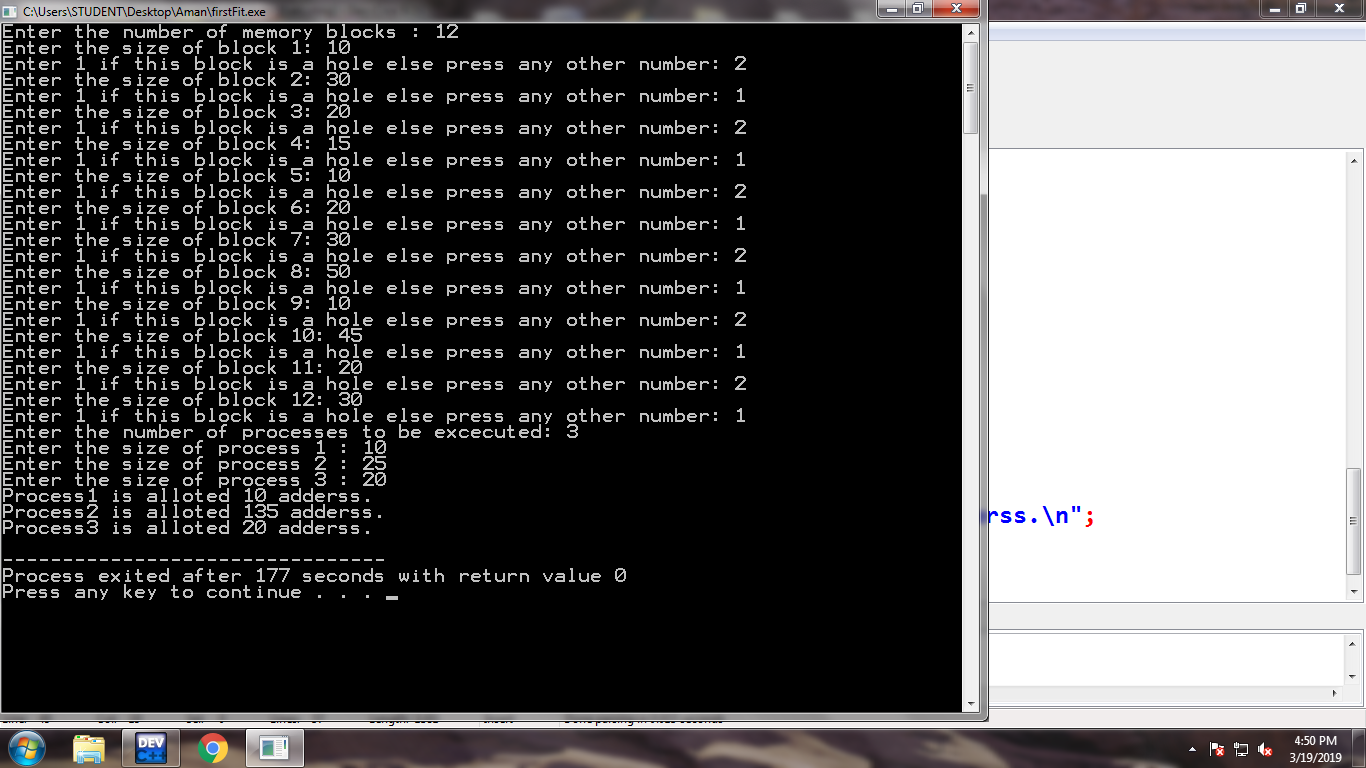 C:\Users\STUDENT\Desktop\Aman\firstFit.exe
Enter the number of memory blocks : 12
Enter the size of block 1: 10
Enter 1 if this block is a hole else press any other number: 2
Enter the size of block 2: 30
Enter 1 if this block is a hole else press any other number: 1
Enter the size of block 3: 20
Enter 1 if this block is a hole else press any other number: 2
Enter the size of block 4: 15
Enter 1 if this block is a hole else press any other number: 1
Enter the size of block 5: 10
Enter 1 if this block is a hole else press any other number: 2
Enter the size of block 6: 20
Enter 1 if this block is a hole else press any other number: 1
Enter the size of block 7: 30
Enter 1 if this block is a hole else press any other number: 2
Enter the size of block 8: 50
Enter 1 if this block is a hole else press any other number: 1
Enter the size of block 9: 10
Enter 1 if this block is a hole else press any other number: 2
Enter the size of block 10: 45
Enter 1 if this block is a hole else press any other number: 1
Enter the size of block 11: 20
Enter 1 if this block is a hole else press any other number: 2
Enter the size of block 12: 30
Enter 1 if this block is a hole else press any other number: 1
Enter the number of processes to be excecuted: 3
Enter the size of process 1 : 10
Enter the size of process 2 : 25
Enter the size of process 3 : 20
Process1 is alloted 10 adderss.
Process2 is alloted 135 adderss.
Process3 is alloted 20 adderss.
rss.\n";
--------------------------------
Process exited after 177 seconds with return value 0
Press any key to continue . . . _
DEV
C++
4:50 PM
3/19/2019